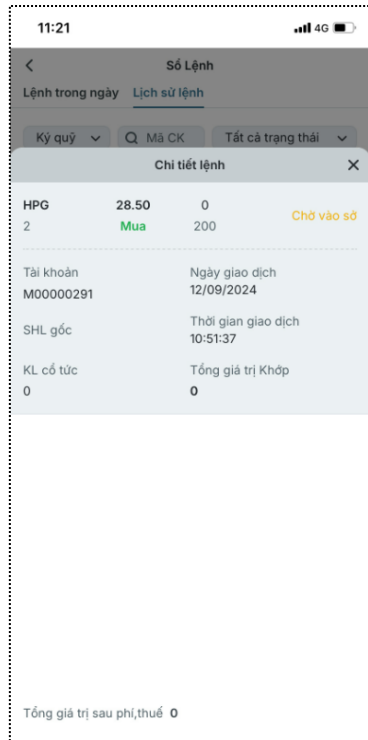 11:21 4G
Sổ Lệnh
Lệnh trong ngày Lịch sử lệnh
Ký quỹ Mã CK Tất cả trạng thái
Chi tiết lệnh
HPG 28.50 0 Chờ vào sở
2 Mua 200
Tài khoản Ngày giao dịch
M00000291 12/09/2024
SHL gốc Thời gian giao dịch
10:51:37
KL cổ tức Tổng giá trị Khớp
0 0
Tổng giá trị sau phí,thuế 0